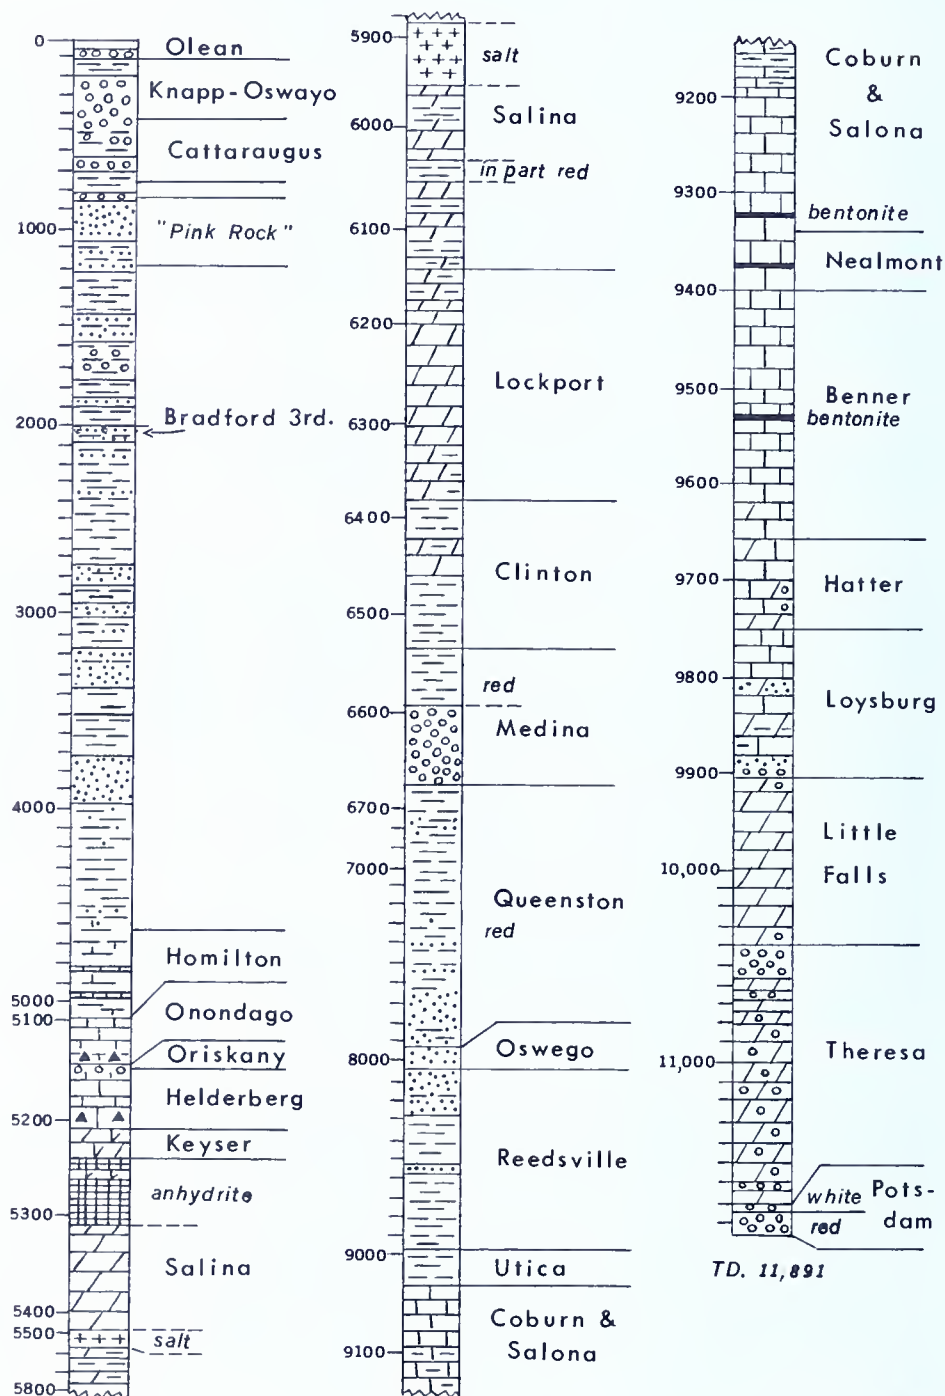 0
Olean
Knapp-Oswayo
Cattaraugus
1000
"Pink Rock"
2000
Bradford 3rd.
3000
4000
Homilton
5000
5100
Onondago
Oriskany
Helderberg
5200
Keyser
anhydrite
5300
Salina
5400
5500
salt
5800
5900
salt
6000
Salina
in part red
6100
6200
Lockport
6300
6400
Clinton
6500
red
6600
Medina
6700
7000
Queenston
red
8000
Oswego
Reedsville
9000
Utica
Coburn &
Salona
9100
Coburn
&
Salona
9200
9300
bentonite
Nealmont
9400
9500
Benner
bentonite
9600
Hatter
9700
9800
Loysburg
9900
Little
Falls
10,000
Theresa
11,000
white
Pots-
dam
red
TD. 11,891